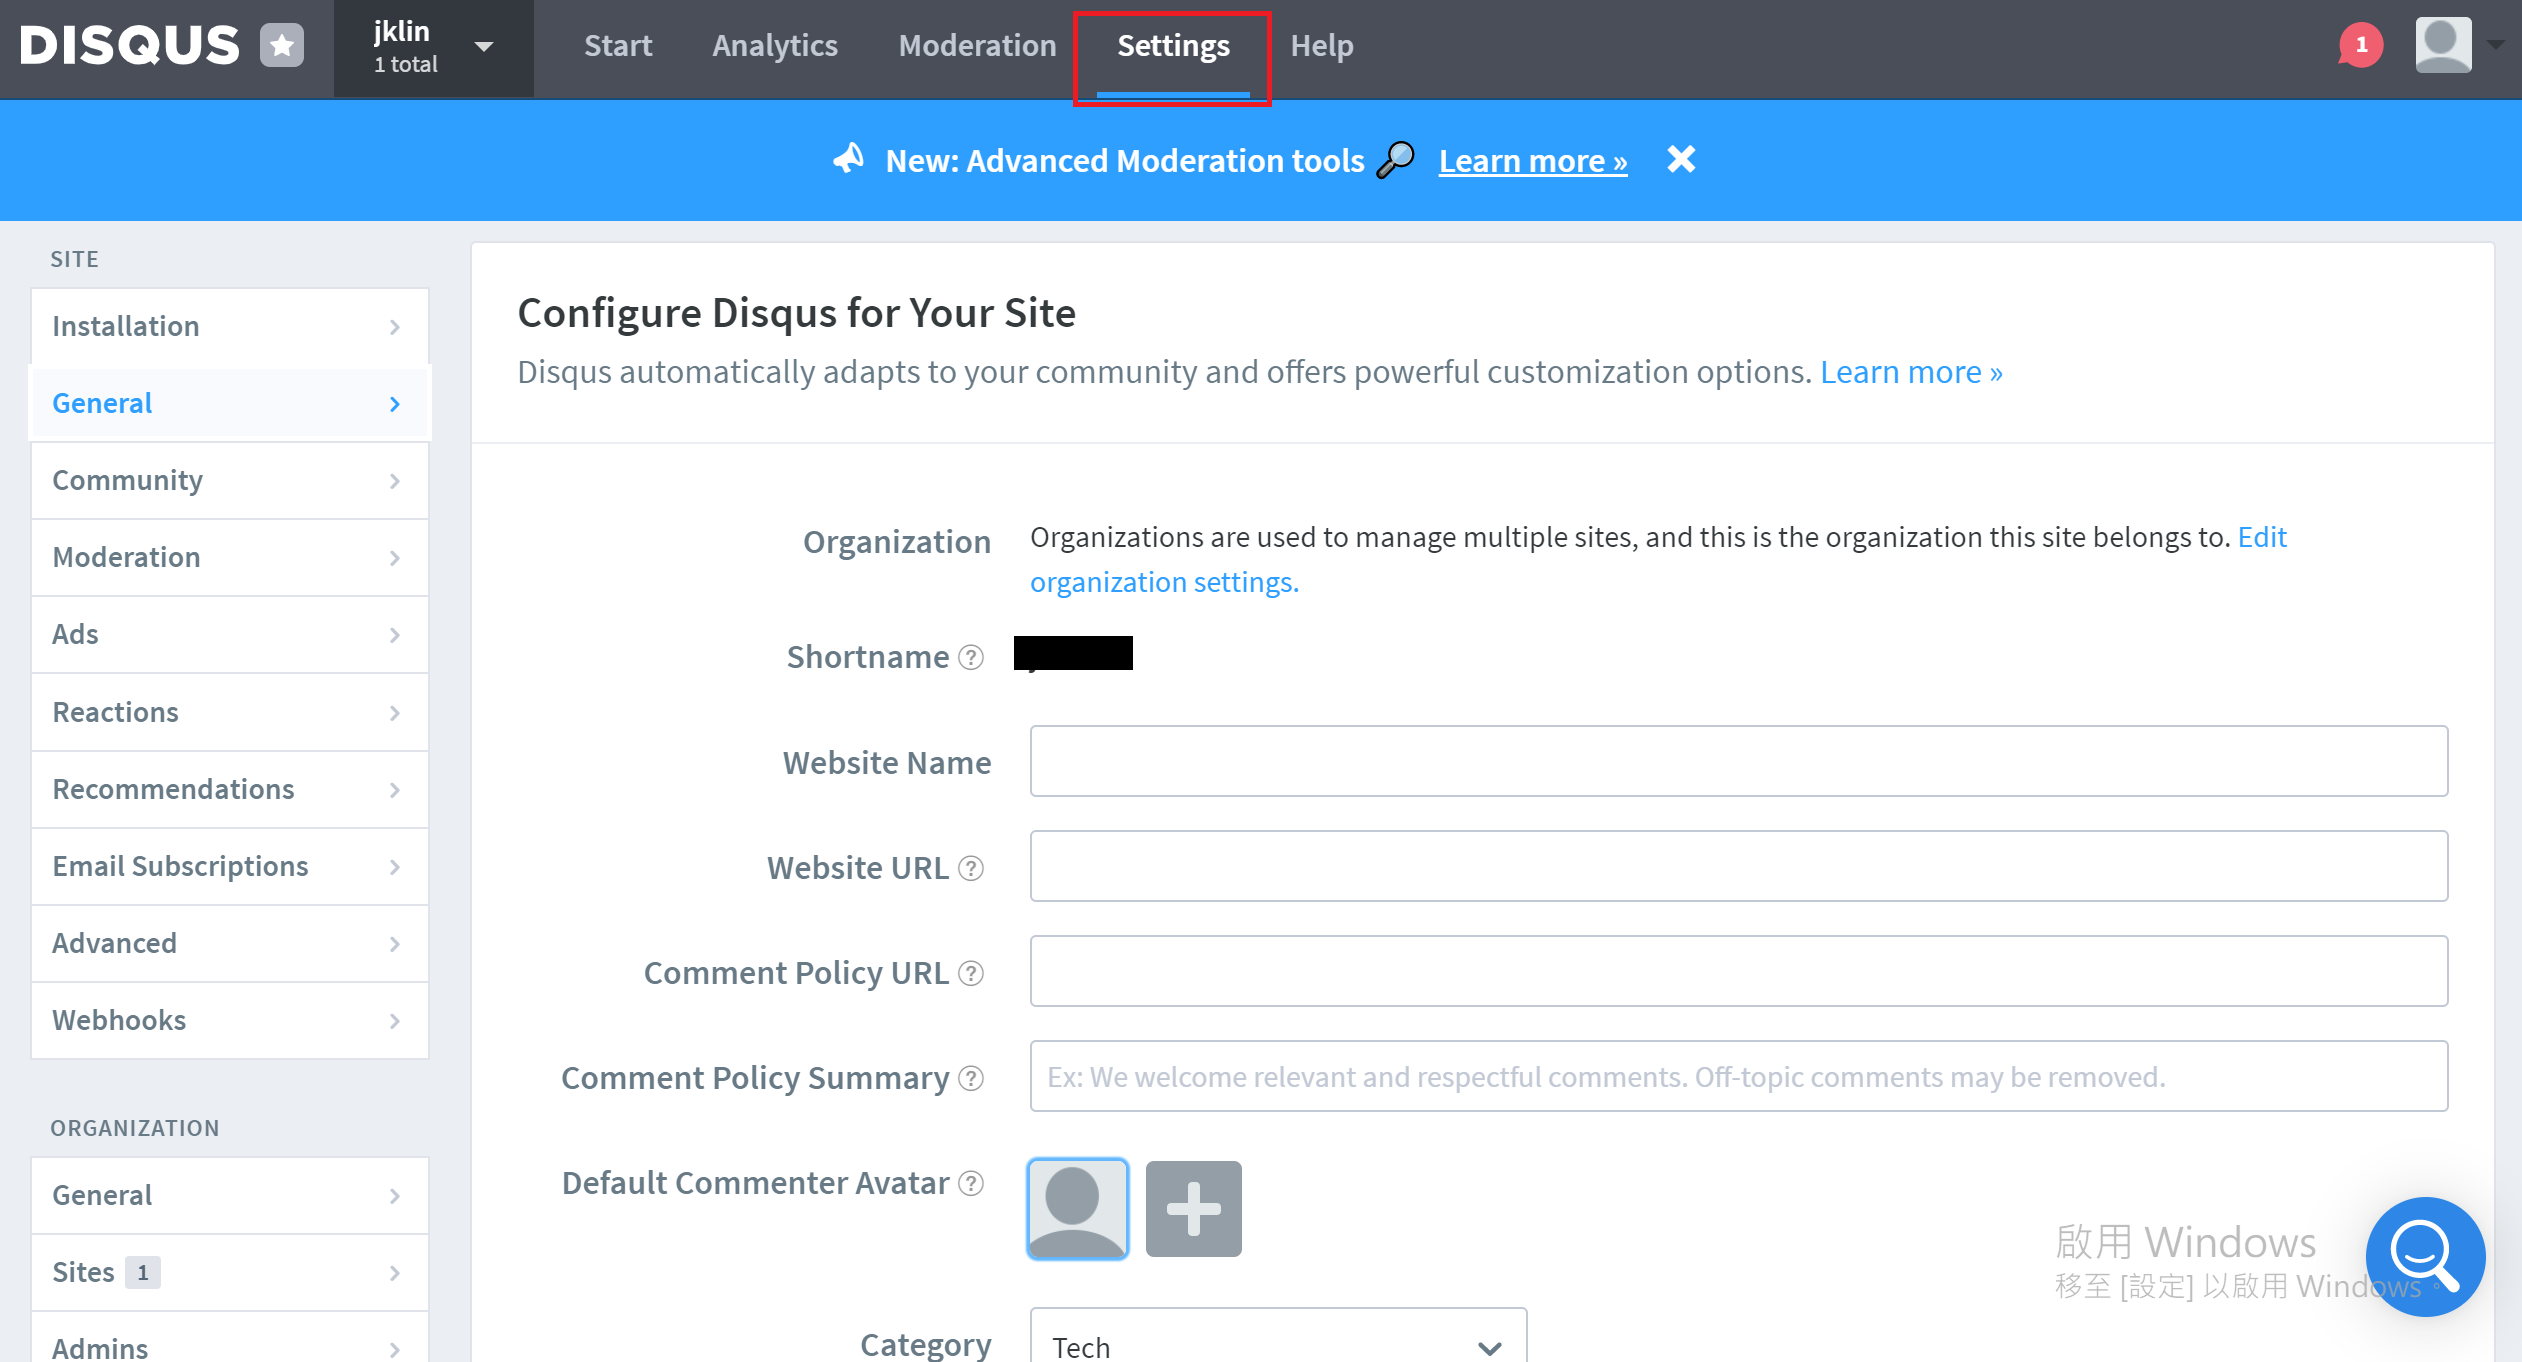 DISQUS
jklin
1 total
Start
Analytics
Moderation
Settings
Help
1
New: Advanced Moderation tools
Learn more »
SITE
Installation
General
Community
Moderation
Ads
Reactions
Recommendations
Email Subscriptions
Advanced
Webhooks
ORGANIZATION
General
Sites 1
Admins
Configure Disqus for Your Site
Disqus automatically adapts to your community and offers powerful customization options. Learn more »
Organization
Organizations are used to manage multiple sites, and this is the organization this site belongs to. Edit
organization settings.
Shortname ?
Website Name
Website URL ?
Comment Policy URL ?
Comment Policy Summary ?
Ex: We welcome relevant and respectful comments. Off-topic comments may be removed.
Default Commenter Avatar ?
Category
Tech
啟用 Windows
移至 [設定] 以啟用 Windows。